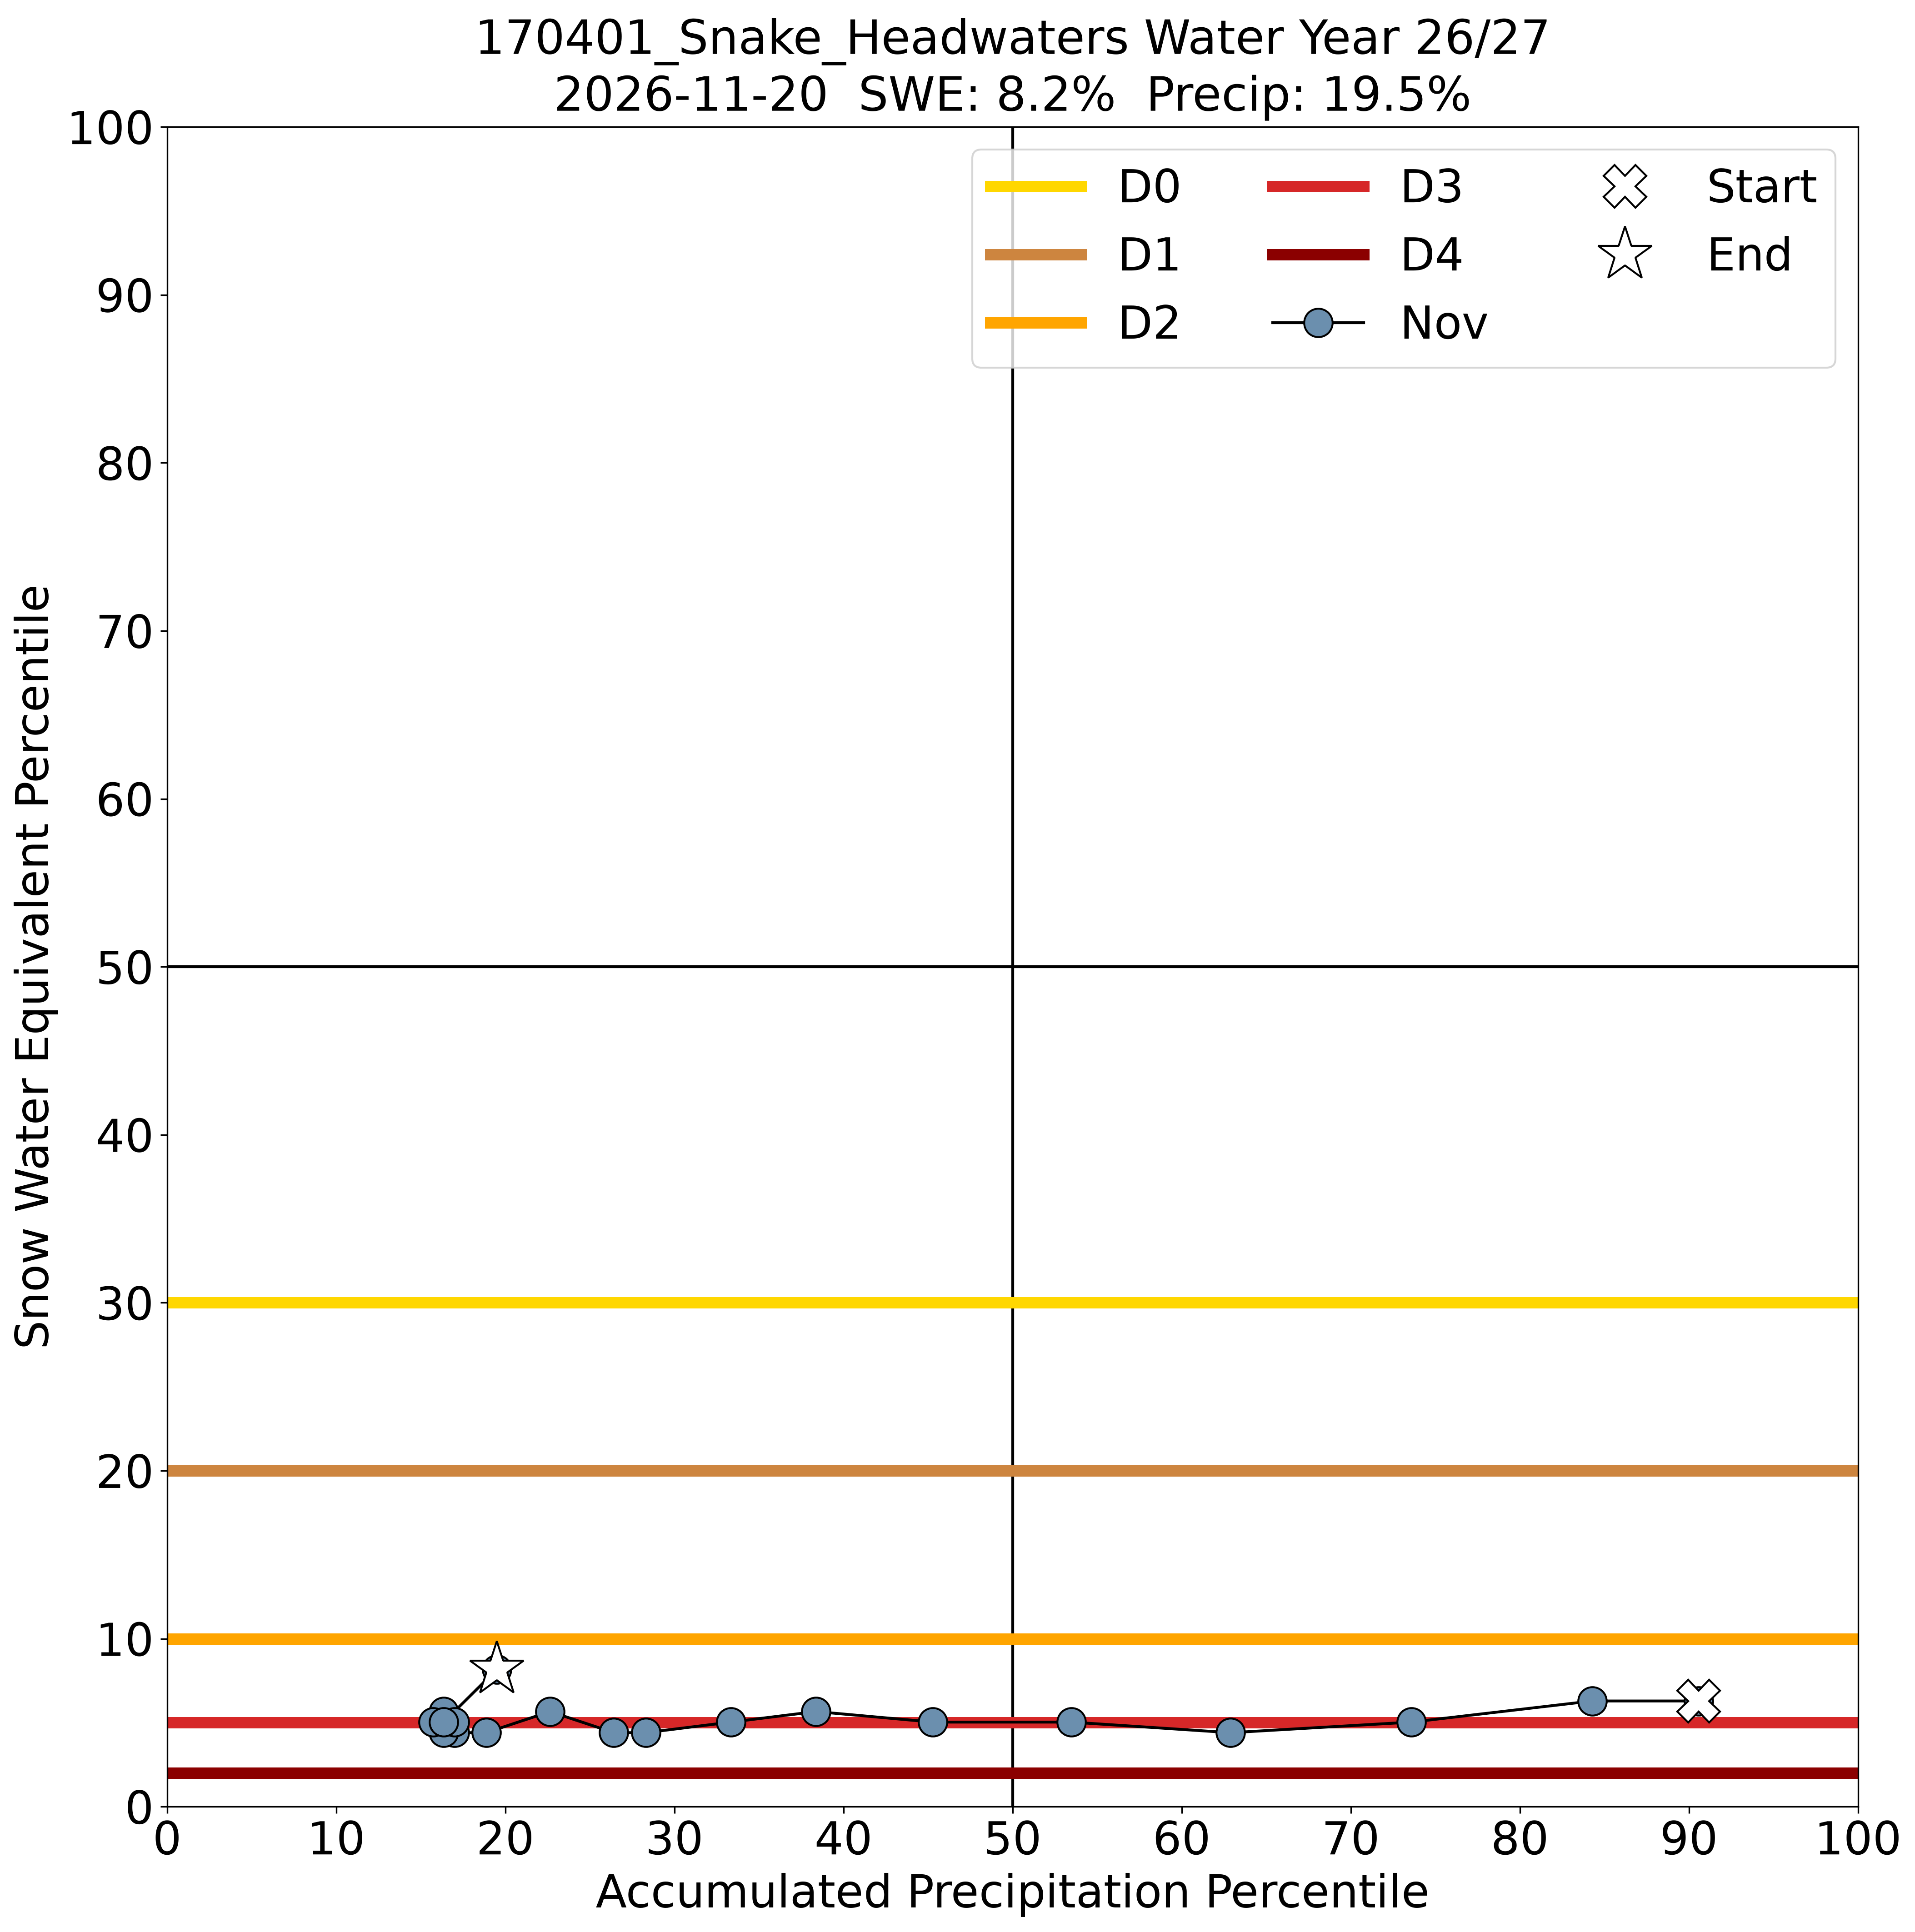 170401_Snake_Headwaters Water Year 26/27
2026-11-20  SWE: 8.2%  Precip: 19.5%
D0
D1
D2
D3
D4
Nov
Start
End
Snow Water Equivalent Percentile
100
90
80
70
60
50
40
30
20
10
0
0 10 20 30 40 50 60 70 80 90 100
Accumulated Precipitation Percentile